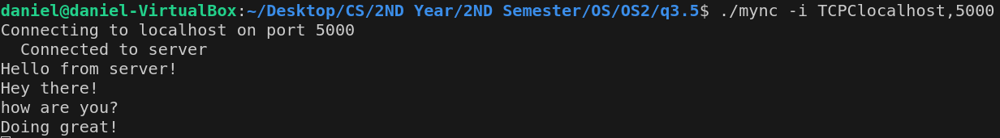 daniel@daniel-VirtualBox:~/Desktop/CS/2ND Year/2ND Semester/OS/OS2/q3.5$ ./mync -i TCPClocalhost,5000
Connecting to localhost on port 5000
  Connected to server
Hello from server!
Hey there!
how are you?
Doing great!